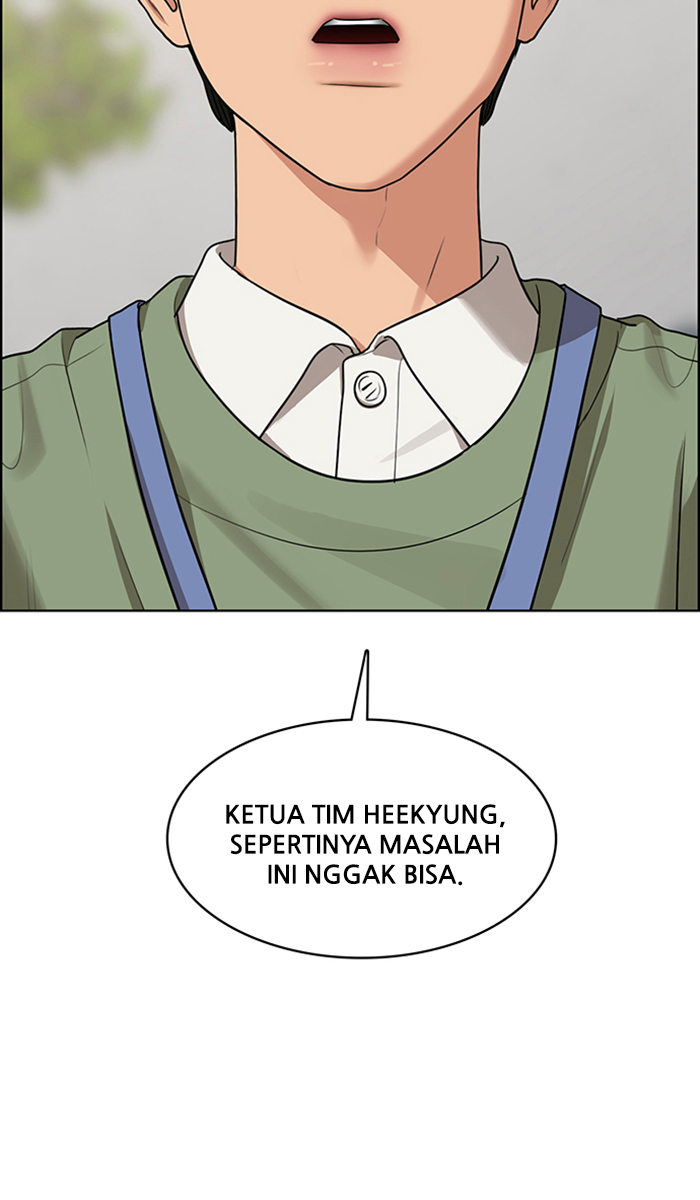 KETUA TIM HEEKYUNG,
SEPERTINYA MASALAH
INI NGGAK BISA.